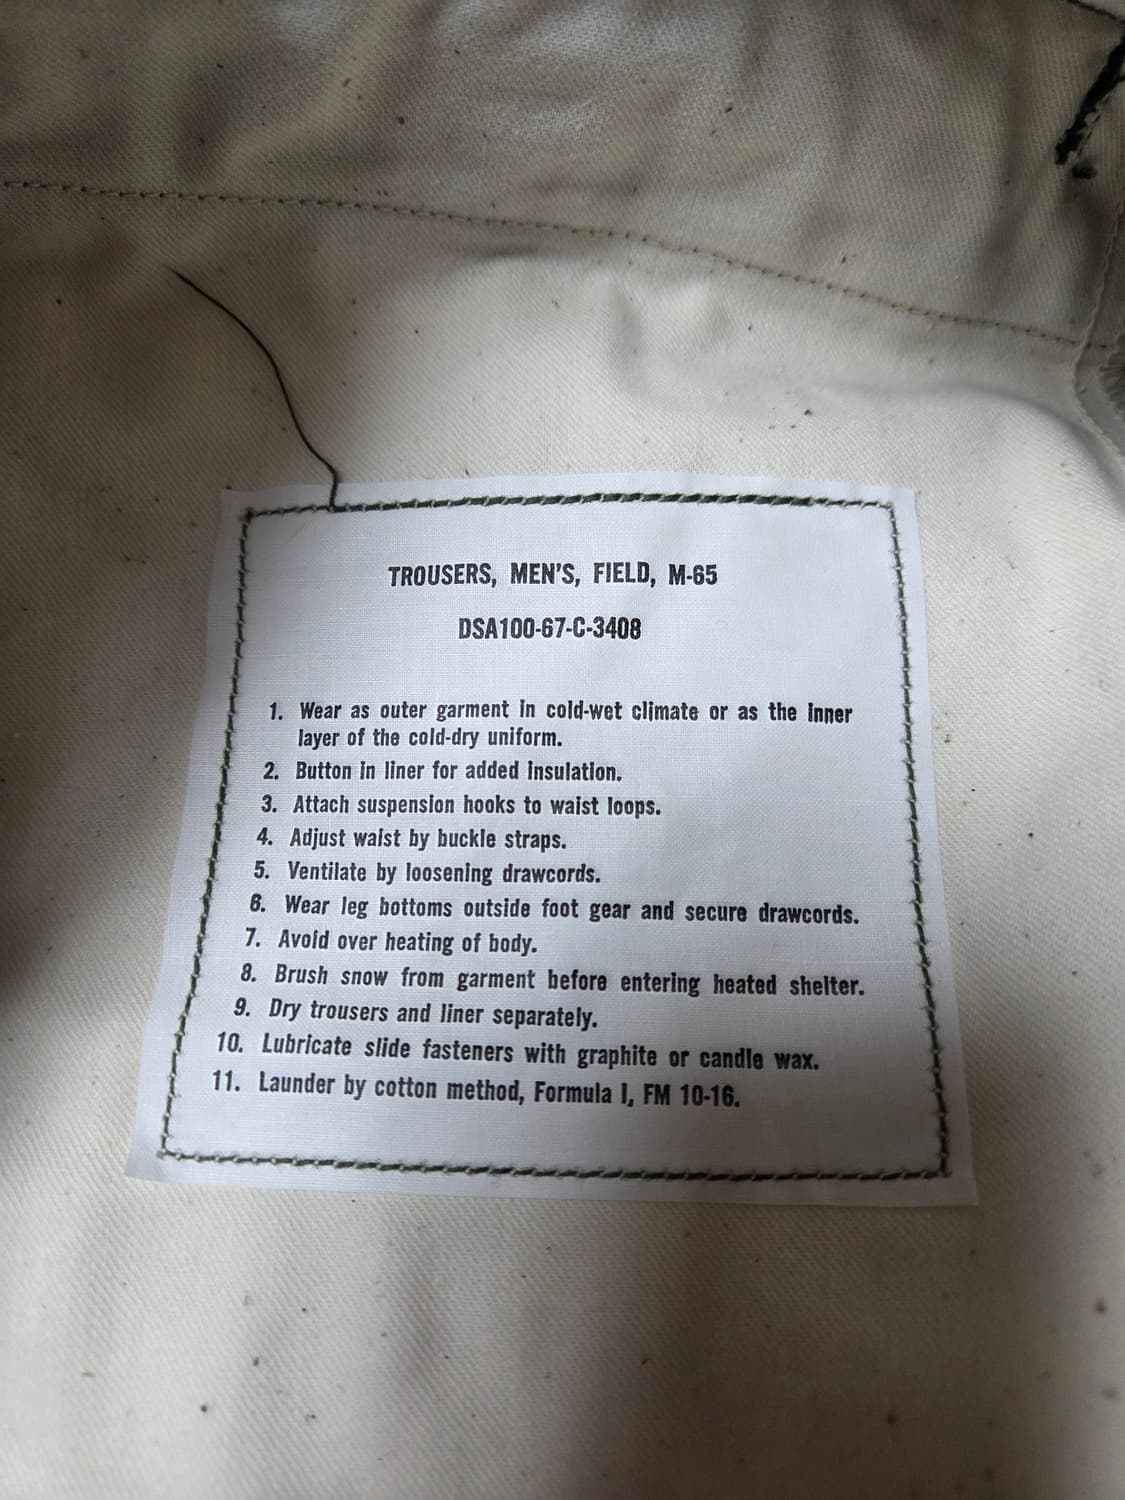 TROUSERS, MEN'S, FIELD, M-65
DSA100-67-C-3408
1. Wear as outer garment in cold-wet climate or as the inner
layer of the cold-dry uniform.
2. Button in liner for added insulation.
3. Attach suspension hooks to waist loops.
4. Adjust waist by buckle straps.
5. Ventilate by loosening drawcords.
6. Wear leg bottoms outside foot gear and secure drawcords.
7. Avoid over heating of body.
8. Brush snow from garment before entering heated shelter.
9. Dry trousers and liner separately.
10. Lubricate slide fasteners with graphite or candle wax.
11. Launder by cotton method, Formula I, FM 10-16.